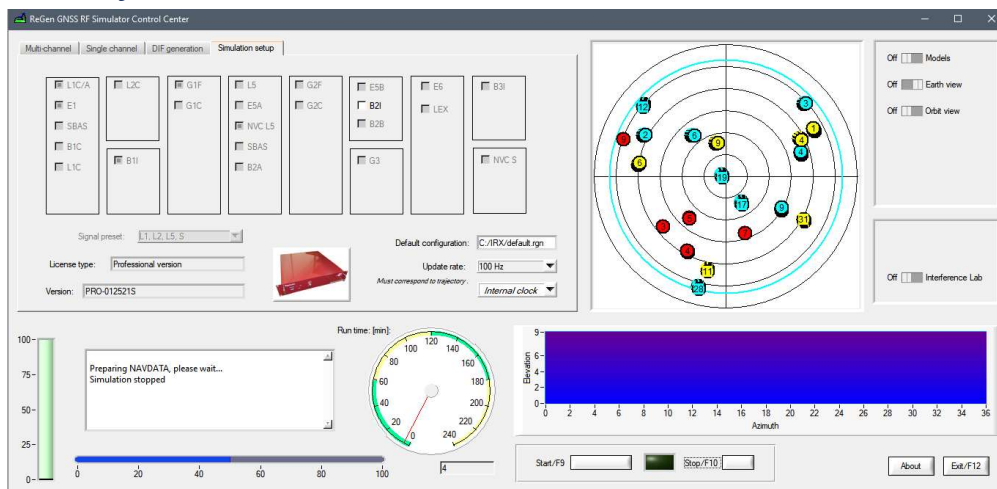 ReGen GNSS RF Simulator Control Center
Multi-channel Single channel DIF generation Simulation setup
L1C/A
E1
SBAS
B1C
L1C
L2C
B1I
G1F
G1C
L5
E5A
NVC L5
SBAS
B2A
G2F
G2C
E5B
B2I
B2B
G3
E6
LEX
B3I
NVC S
Signal preset: L1, L2, L5, S
License type: Professional version
Version: PRO-012521S
Default configuration: C:/IRX/default.rgn
Update rate: 100 Hz
Must correspond to trajectory.
Internal clock
12
3
1
2
6
9
4
4
6
19
17
9
31
5
3
7
4
11
28
Off Models
Off Earth view
Off Orbit view
Off Interference Lab
100
75
50
25
0
Preparing NAVDATA, please wait...
Simulation stopped
0 20 40 60 80 100
Run time: [min]:
0 20 40 60 80 100 120 140 160 180 200 220 240
4
Elevation
9
6
4
2
0
0 2 4 6 8 10 12 14 16 18 20 22 24 26 28 30 32 34 36
Azimuth
Start/F9 Stop/F10
About Exit/F12